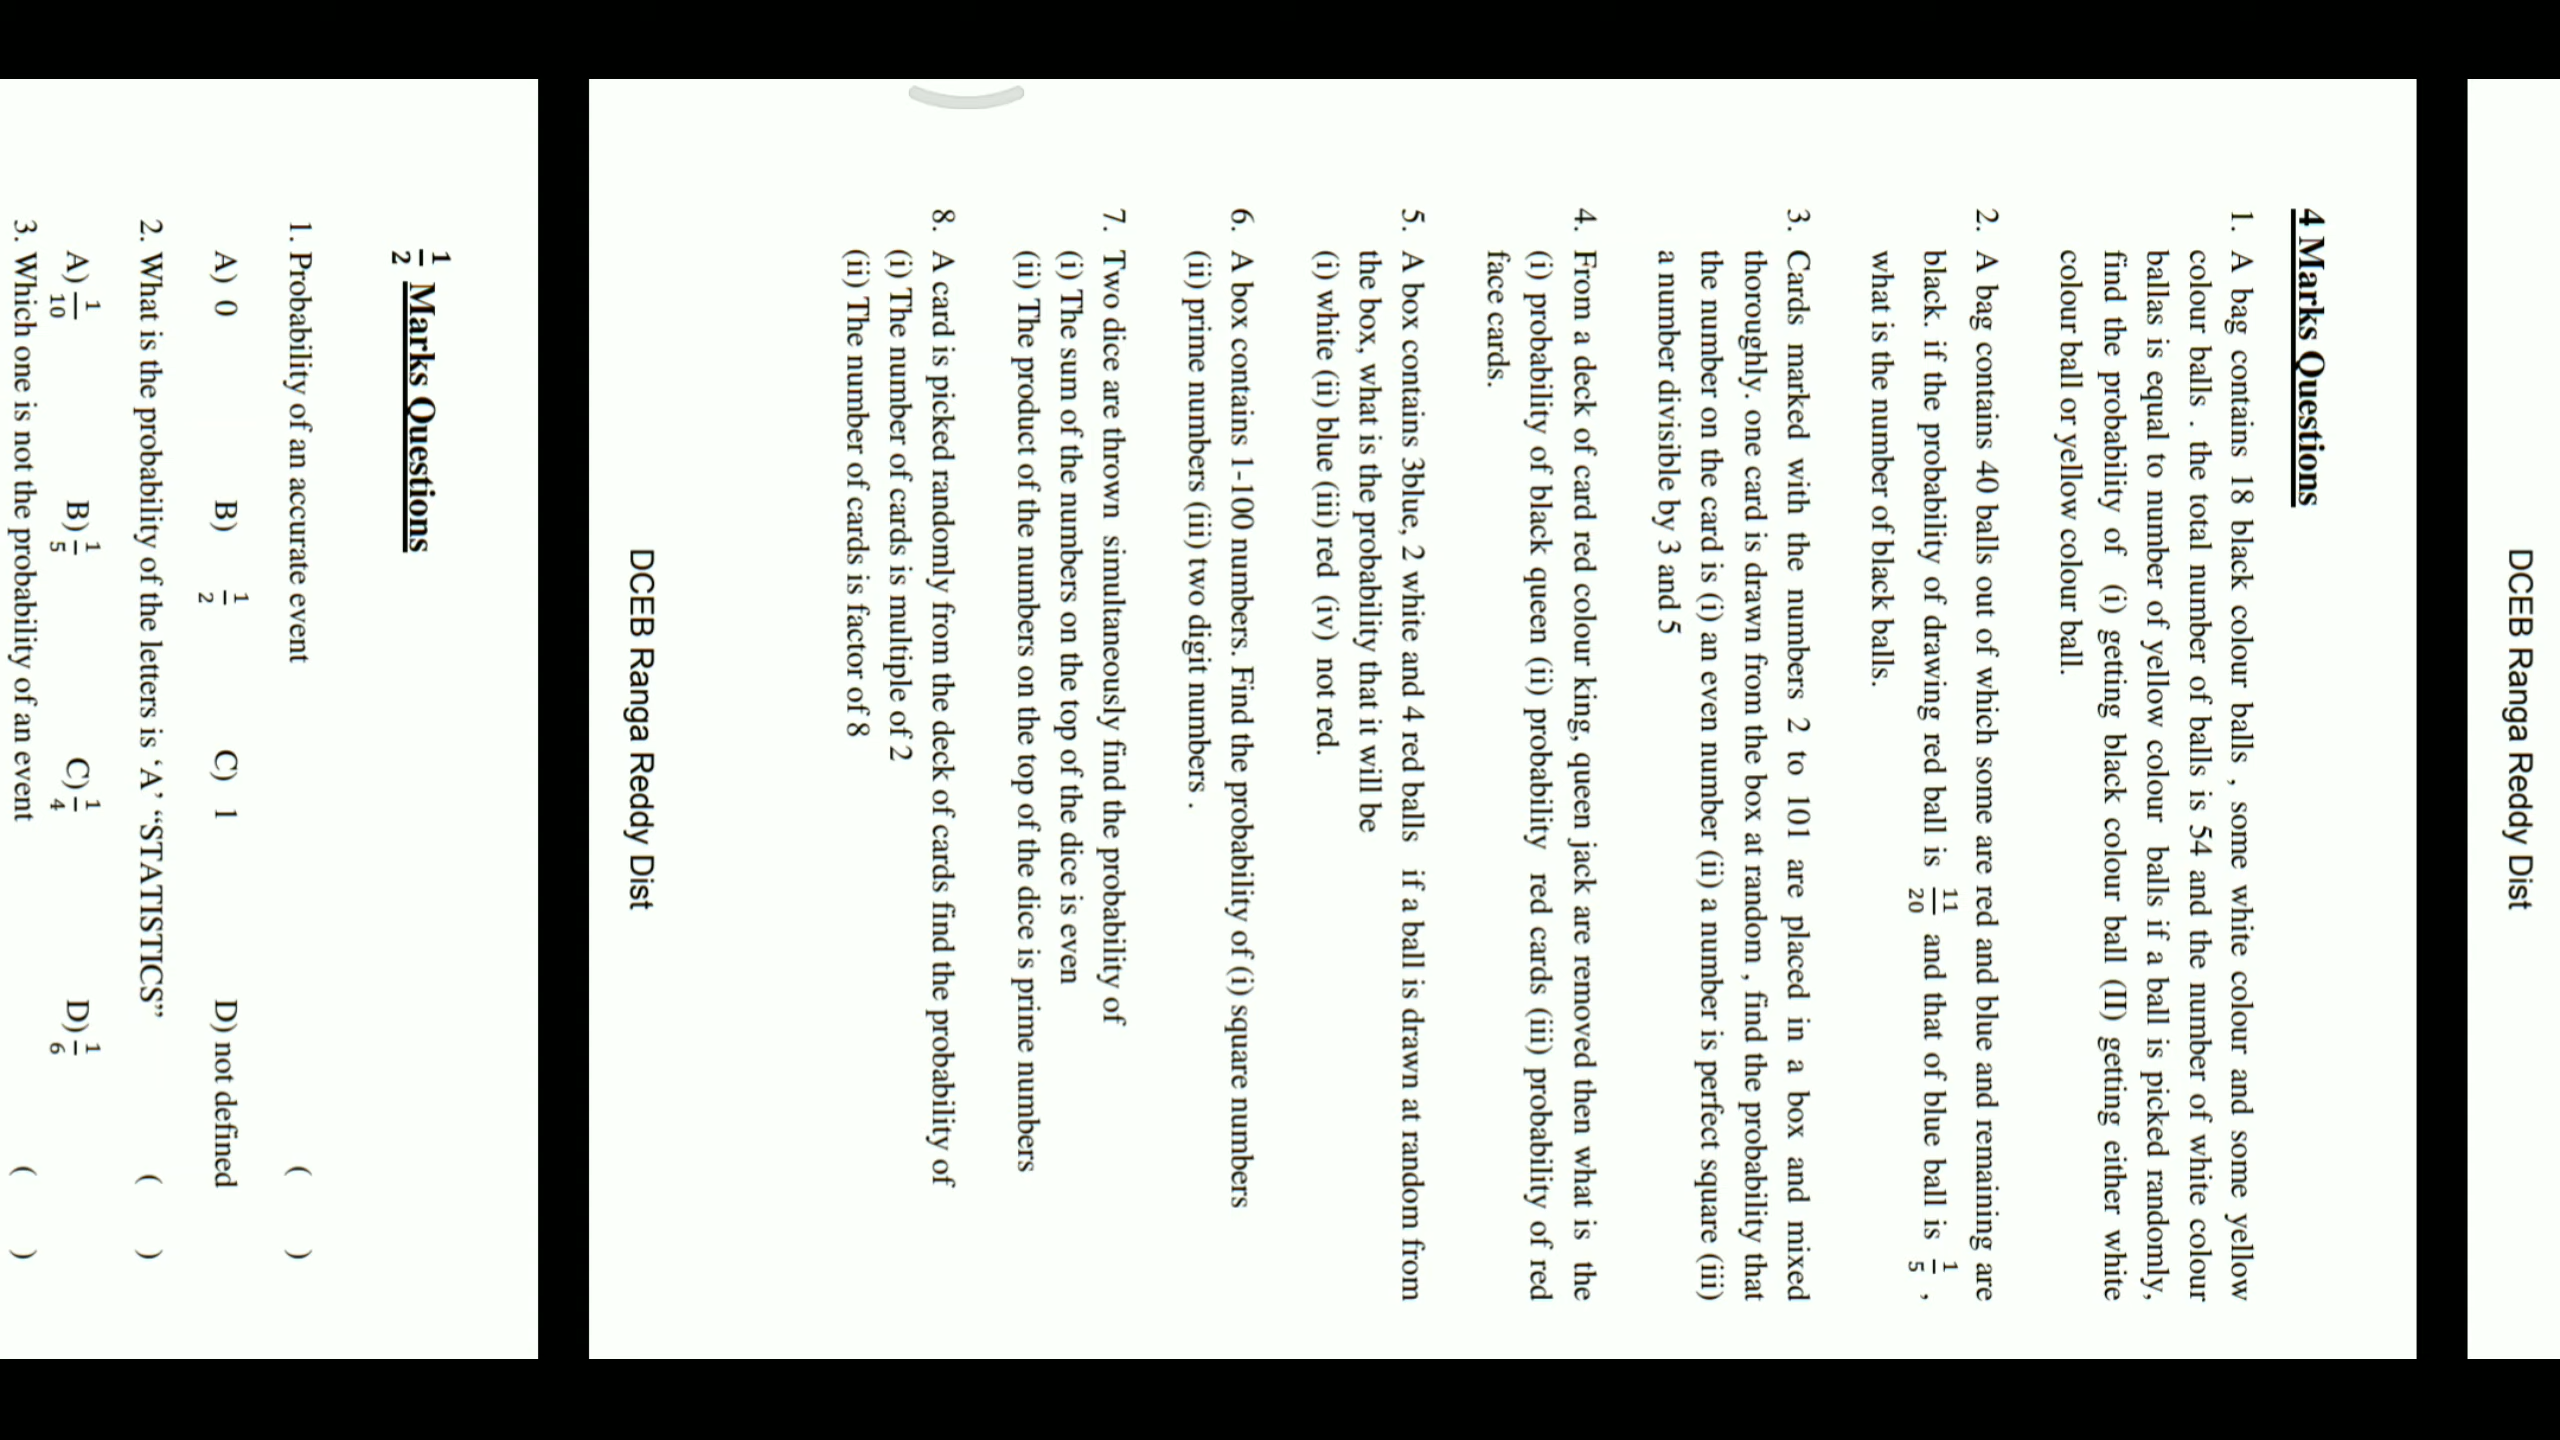 DCEB Ranga Reddy Dist
4 Marks Questions
1. A bag contains 18 black colour balls , some white colour and some yellow
colour balls . the total number of balls is 54 and the number of white colour
ballas is equal to number of yellow colour balls if a ball is picked randomly,
find the probability of (i) getting black colour ball (II) getting either white
colour ball or yellow colour ball.
2. A bag contains 40 balls out of which some are red and blue and remaining are
black. if the probability of drawing red ball is 11/20 and that of blue ball is 1/5 ,
what is the number of black balls.
3. Cards marked with the numbers 2 to 101 are placed in a box and mixed
thoroughly. one card is drawn from the box at random , find the probability that
the number on the card is (i) an even number (ii) a number is perfect square (iii)
a number divisible by 3 and 5
4. From a deck of card red colour king, queen jack are removed then what is the
(i) probability of black queen (ii) probability red cards (iii) probability of red
face cards.
5. A box contains 3blue, 2 white and 4 red balls if a ball is drawn at random from
the box, what is the probability that it will be
(i) white (ii) blue (iii) red (iv) not red.
6. A box contains 1-100 numbers. Find the probability of (i) square numbers
(ii) prime numbers (iii) two digit numbers .
7. Two dice are thrown simultaneously find the probability of
(i) The sum of the numbers on the top of the dice is even
(ii) The product of the numbers on the top of the dice is prime numbers
8. A card is picked randomly from the deck of cards find the probability of
(i) The number of cards is multiple of 2
(ii) The number of cards is factor of 8
DCEB Ranga Reddy Dist
1/2 Marks Questions
1. Probability of an accurate event ( )
A) 0 B) 1/2 C) 1 D) not defined
2. What is the probability of the letters is ‘A’ “STATISTICS” ( )
A) 1/10 B) 1/5 C) 1/4 D) 1/6
3. Which one is not the probability of an event ( )